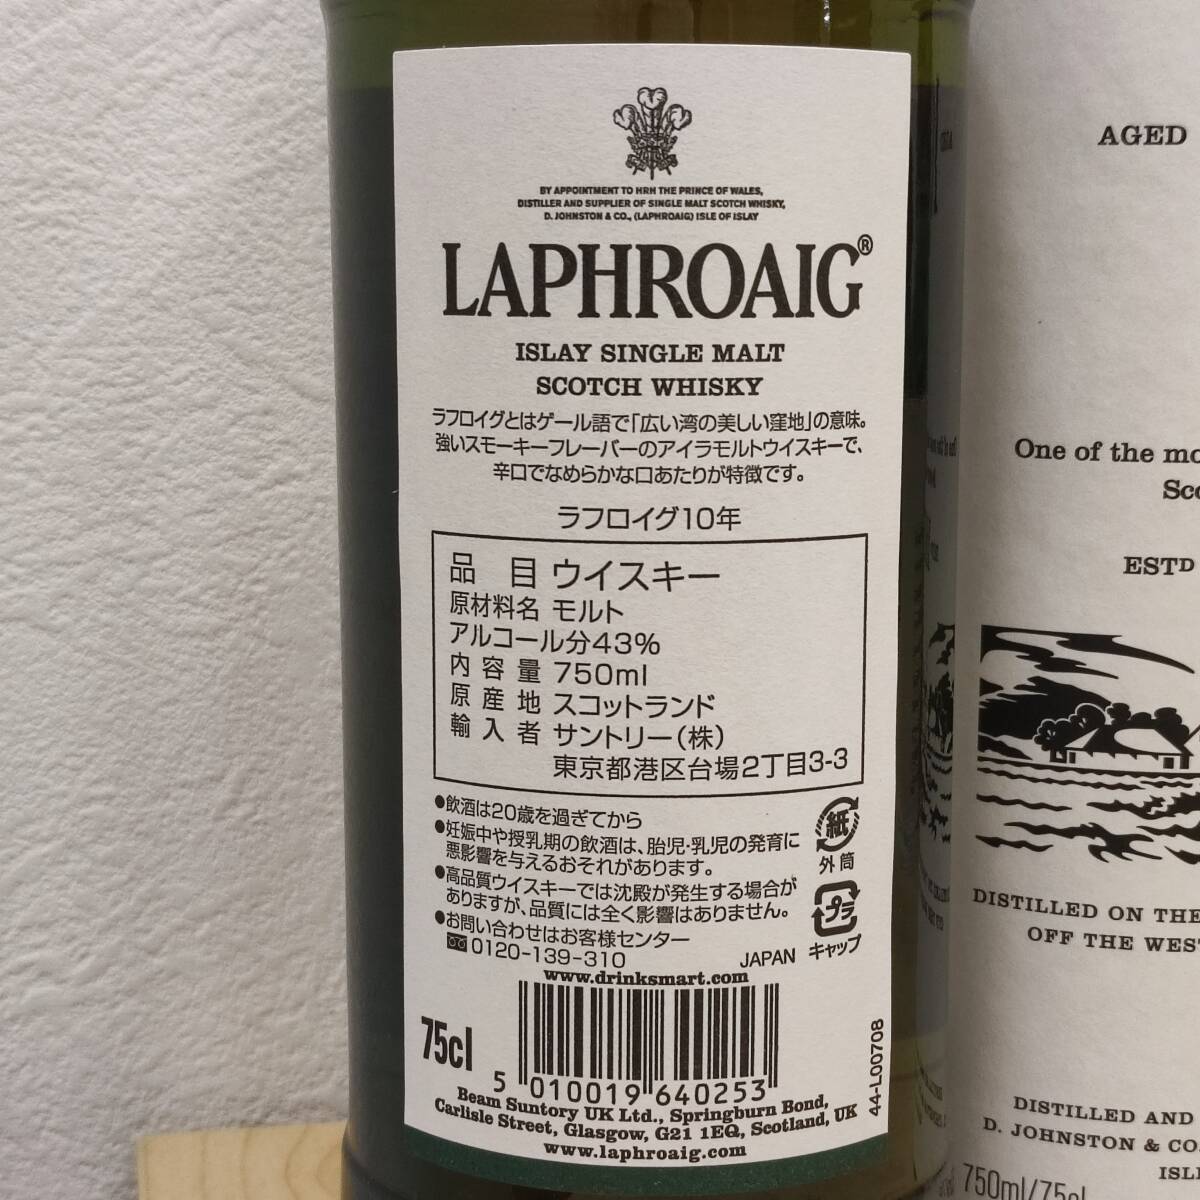 BY APPOINTMENT TO HRH THE PRINCE OF WALES,
DISTILLER AND SUPPLIER OF SINGLE MALT SCOTCH WHISKY,
D. JOHNSTON & CO., (LAPHROAIG) ISLE OF ISLAY
LAPHROAIG®
ISLAY SINGLE MALT
SCOTCH WHISKY
ラフロイグとはゲール語で「広い湾の美しい窪地」の意味。
強いスモーキーフレーバーのアイラモルトウイスキーで、
辛口でなめらかな口あたりが特徴です。
ラフロイグ10年
品目 ウイスキー
原材料名 モルト
アルコール分43%
内容量 750ml
原産地 スコットランド
輸入者 サントリー(株)
東京都港区台場2丁目3-3
●飲酒は20歳を過ぎてから
●妊娠中や授乳期の飲酒は、胎児・乳児の発育に
悪影響を与えるおそれがあります。
●高品質ウイスキーでは沈殿が発生する場合が
ありますが、品質には全く影響はありません。
●お問い合わせはお客様センター
0120-139-310
JAPAN
紙
外筒
プラ
キャップ
www.drinksmart.com
75cl
5 010019 640253
44-L00708
Beam Suntory UK Ltd., Springburn Bond,
Carlisle Street, Glasgow, G21 1EQ, Scotland, UK
www.laphroaig.com
AGED
One of the mo
Sco
ESTD
DISTILLED ON THE
OFF THE WEST
DISTILLED AND
D. JOHNSTON & CO
ISL
750ml/75cl